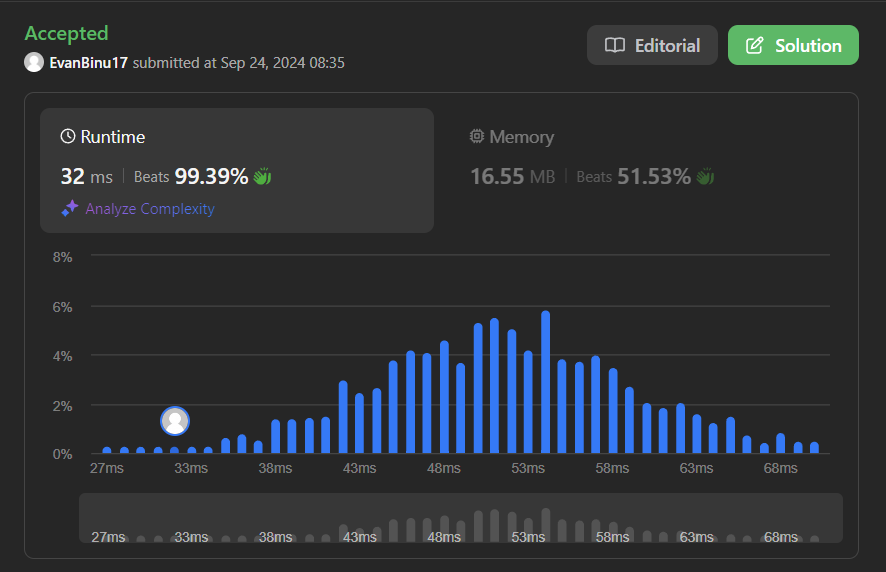 Accepted
EvanBinu17 submitted at Sep 24, 2024 08:35
Editorial
Solution
Runtime
32 ms Beats 99.39%
Analyze Complexity
Memory
16.55 MB Beats 51.53%
8%
6%
4%
2%
0%
27ms 33ms 38ms 43ms 48ms 53ms 58ms 63ms 68ms
27ms 33ms 38ms 43ms 48ms 53ms 58ms 63ms 68ms